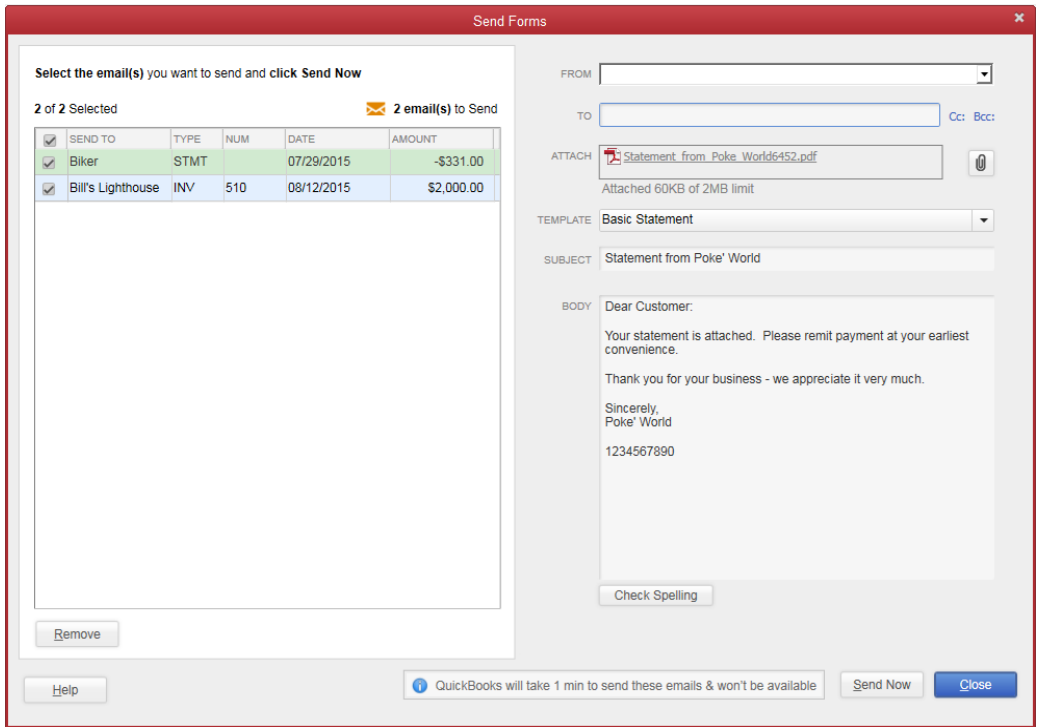 Send Forms
Select the email(s) you want to send and click Send Now
2 of 2 Selected
2 email(s) to Send
SEND TO TYPE NUM DATE AMOUNT
Biker STMT 07/29/2015 -$331.00
Bill's Lighthouse INV 510 08/12/2015 $2,000.00
Remove
Help
FROM
TO
Cc: Bcc:
ATTACH Statement_from_Poke_World6452.pdf
Attached 60KB of 2MB limit
TEMPLATE Basic Statement
SUBJECT Statement from Poke' World
BODY Dear Customer:
Your statement is attached. Please remit payment at your earliest
convenience.
Thank you for your business - we appreciate it very much.
Sincerely,
Poke' World
1234567890
Check Spelling
QuickBooks will take 1 min to send these emails & won't be available
Send Now
Close